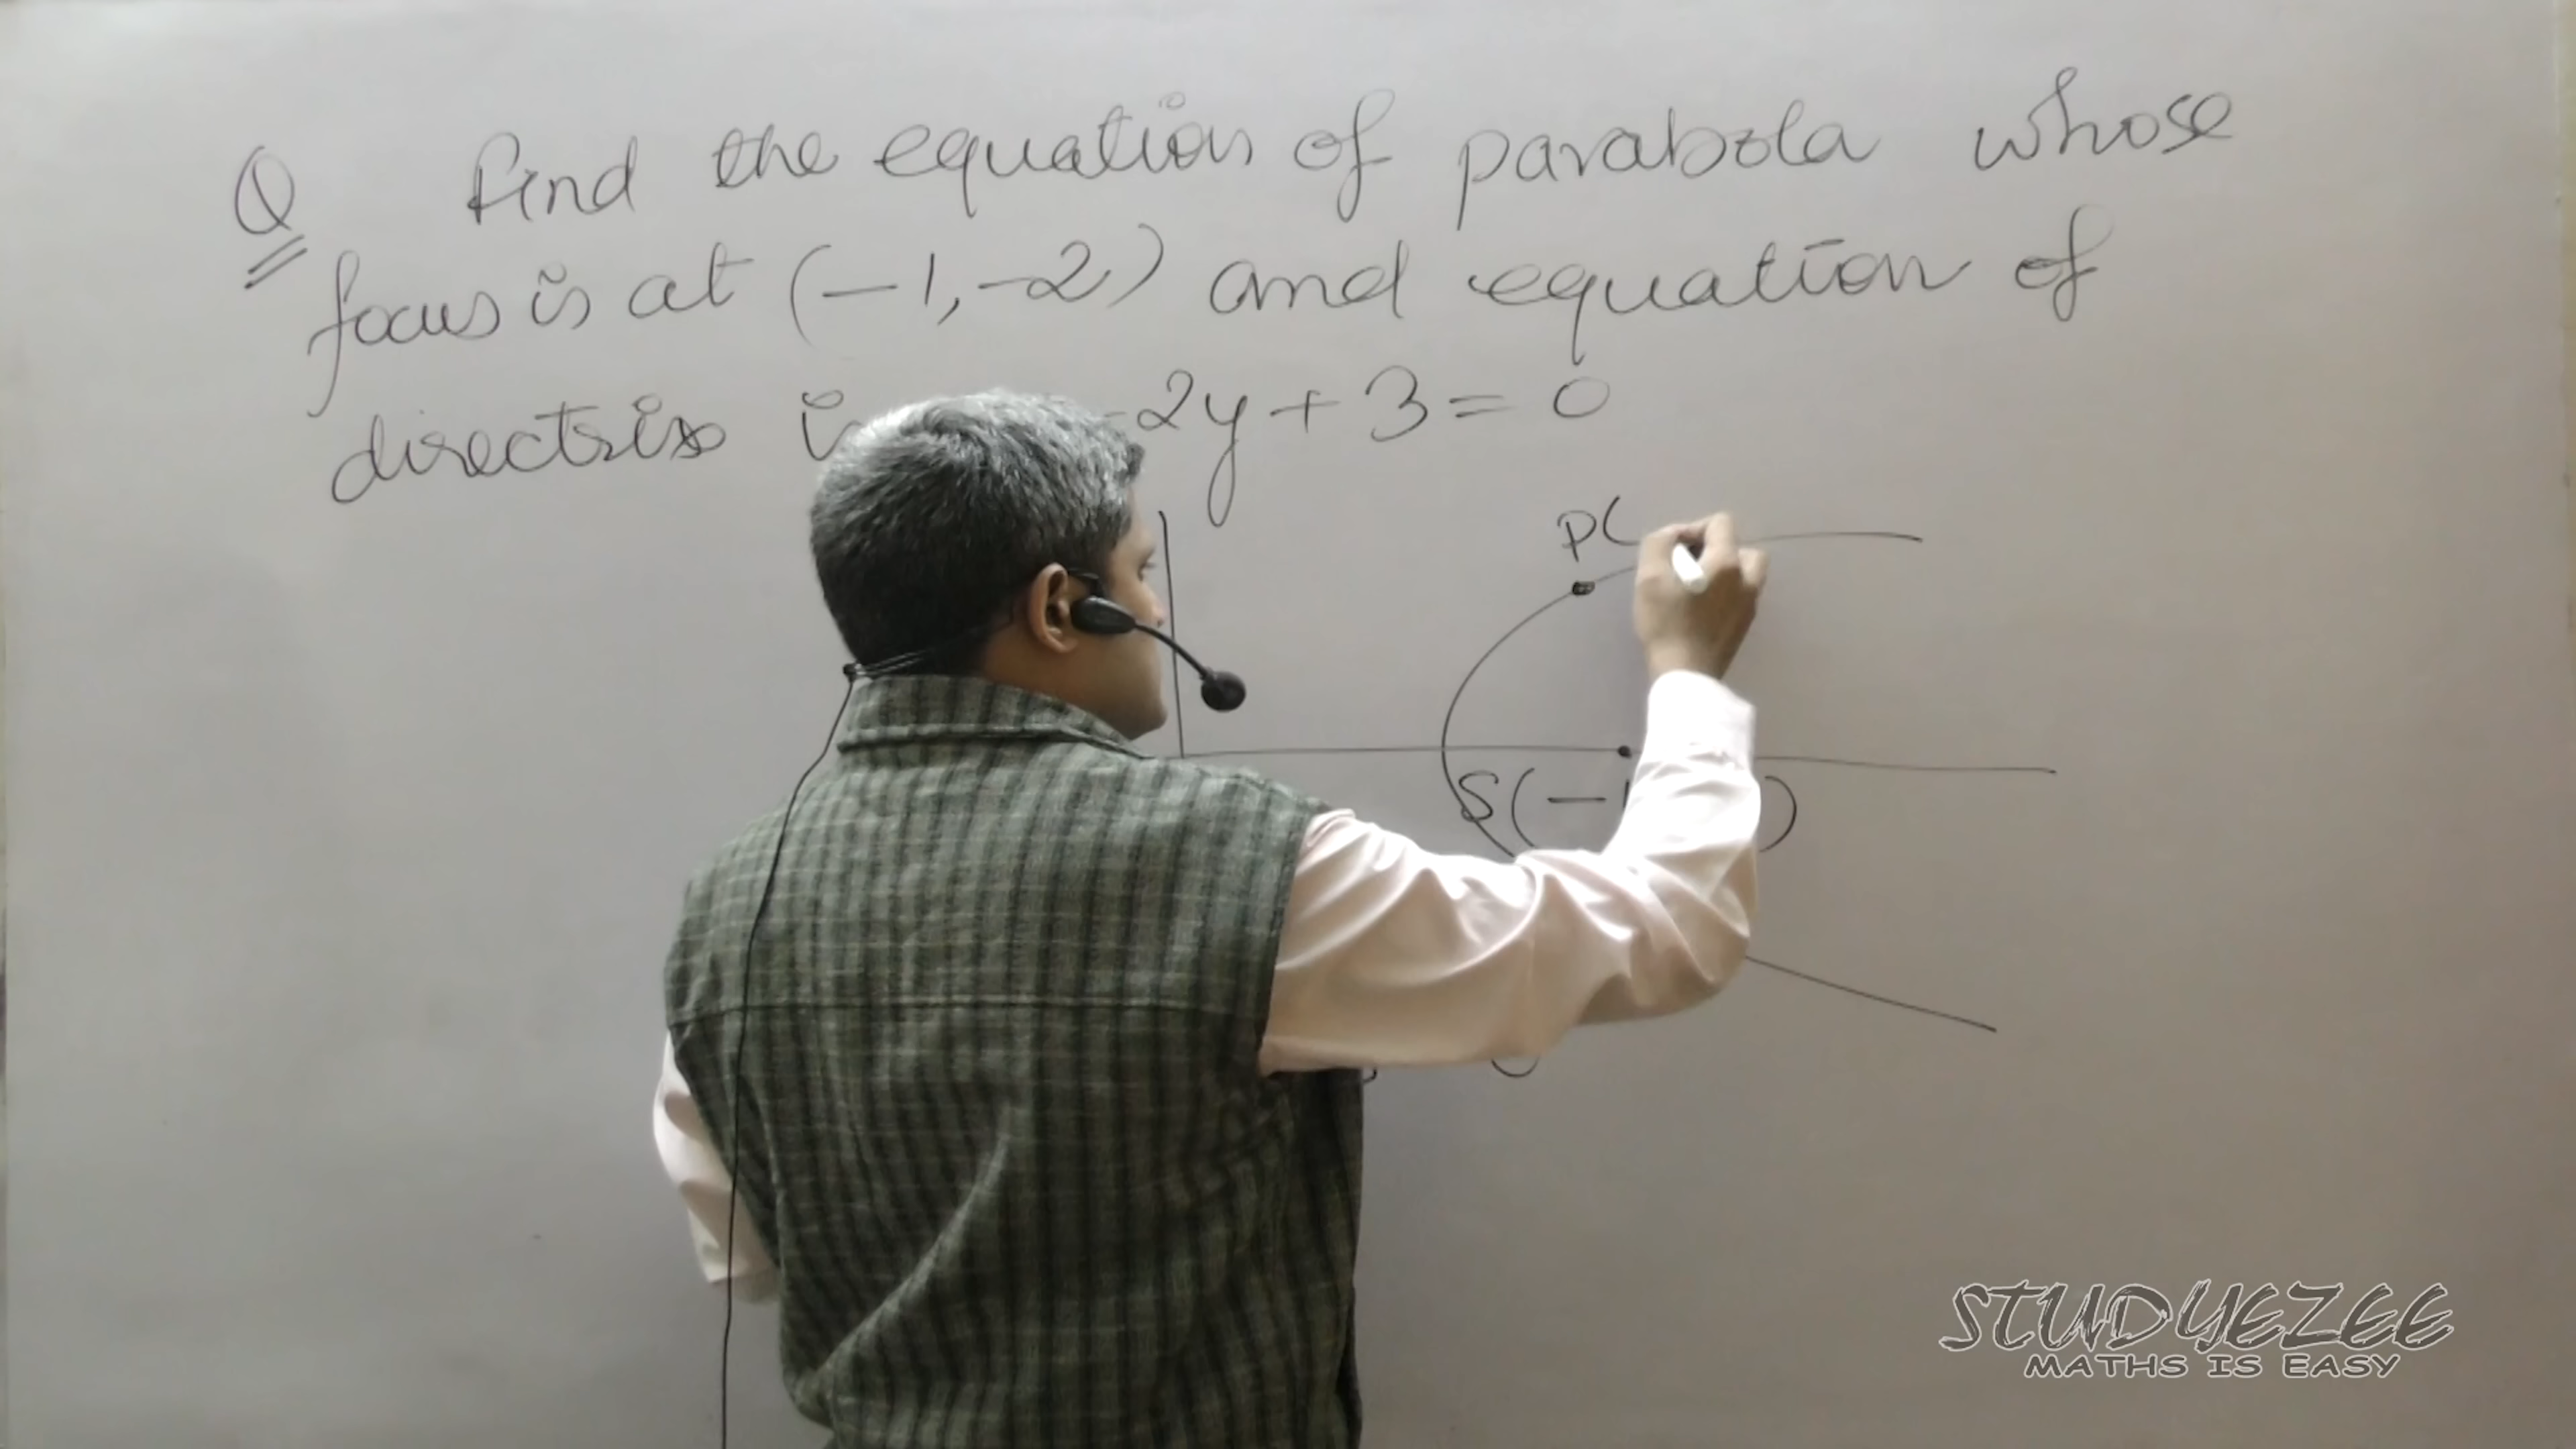 Q Find the equation of parabola whose
focus is at (-1,-2) and equation of
directrix -2y+3=0
P(
S(-1 )
STUDYEZEE
MATHS IS EASY